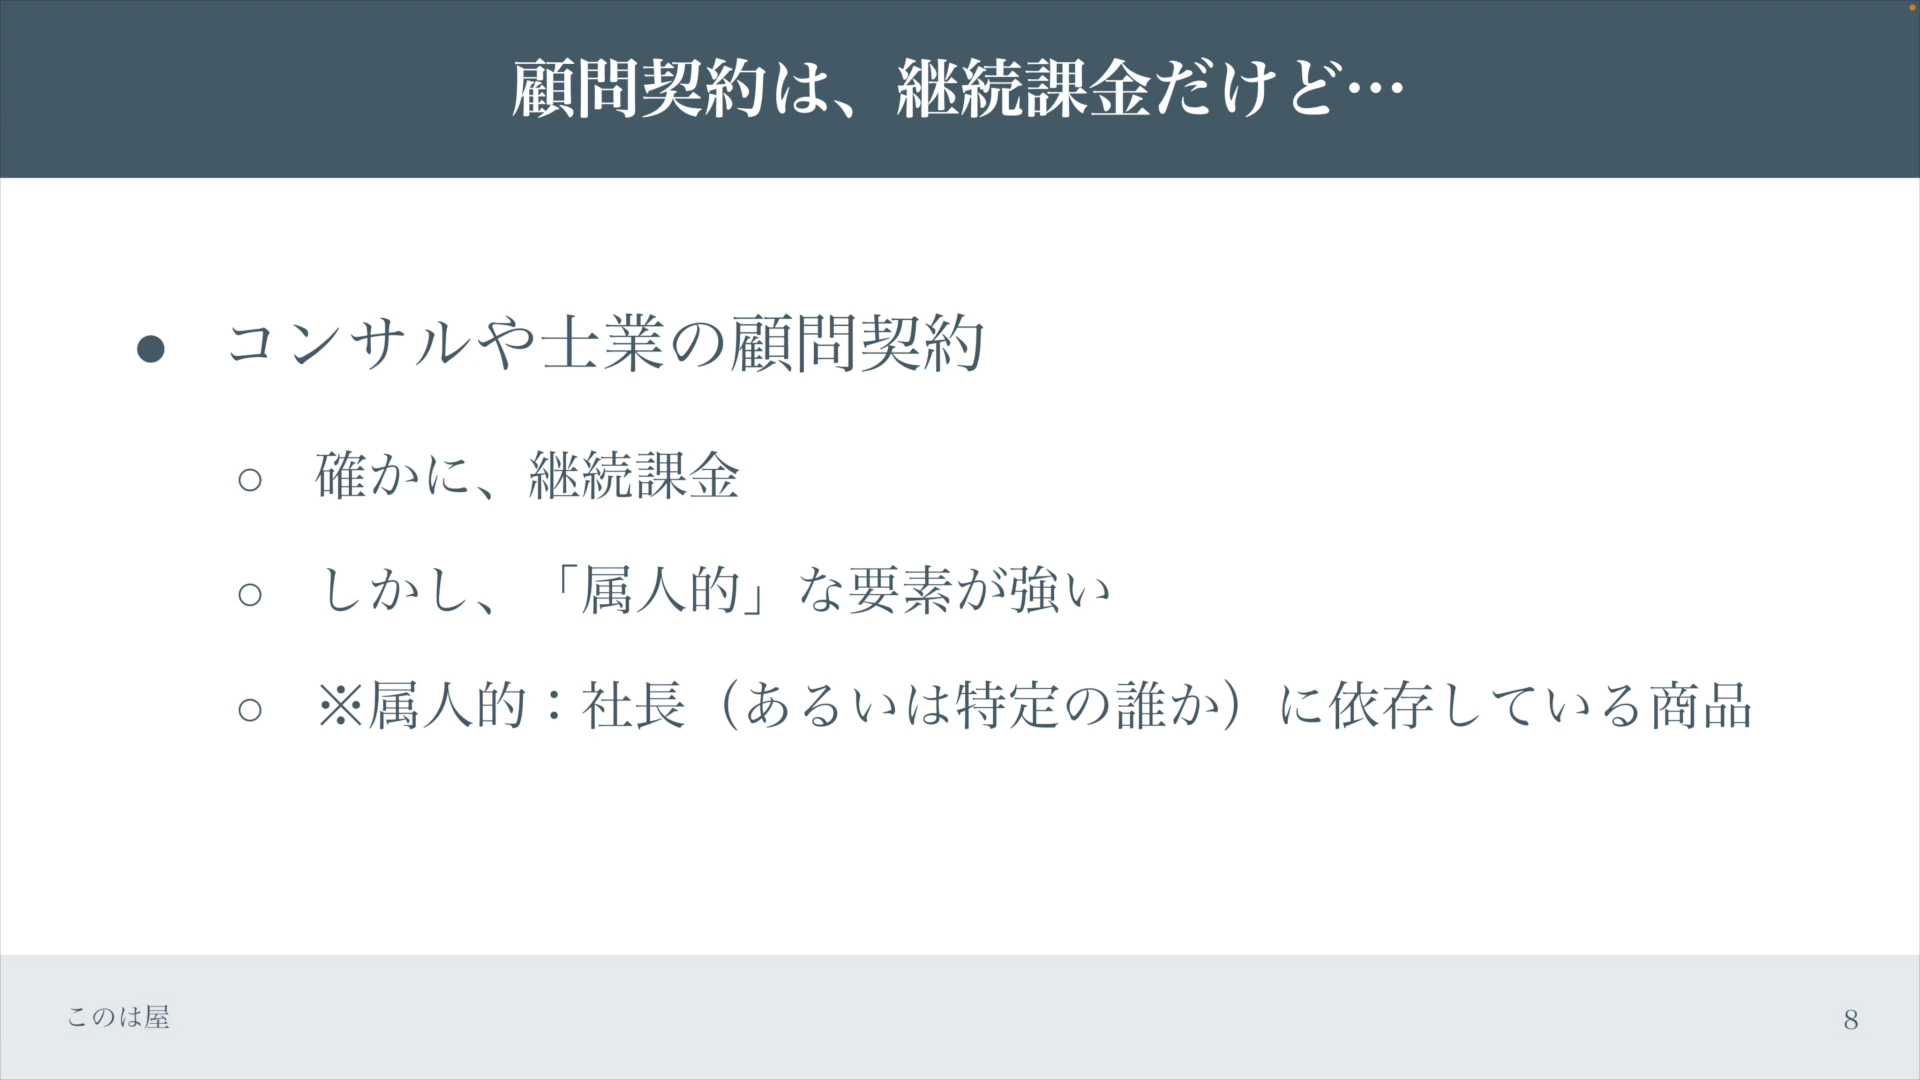 顧問契約は、継続課金だけど…
● コンサルや士業の顧問契約
○ 確かに、継続課金
○ しかし、「属人的」な要素が強い
○ ※属人的：社長（あるいは特定の誰か）に依存している商品
このは屋
8